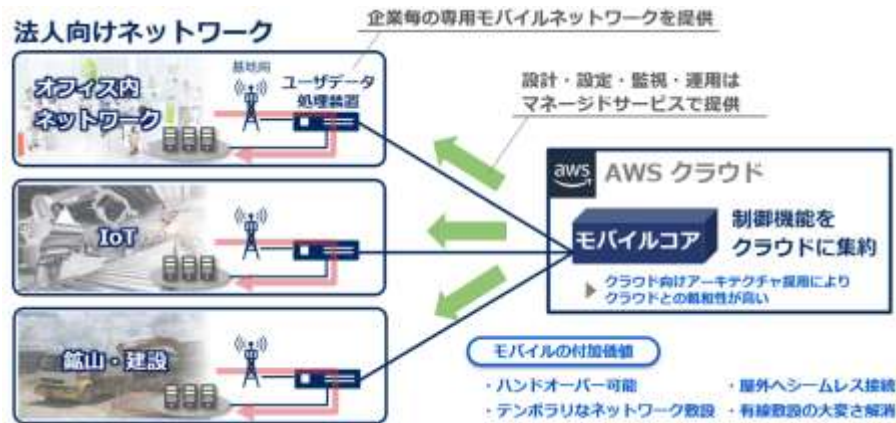 企業毎の専用モバイルネットワークを提供
法人向けネットワーク
オフィス内
ネットワーク
基地局
ユーザデータ
処理装置
設計・設定・監視・運用は
マネージドサービスで提供
aws
AWS クラウド
モバイルコア
制御機能を
クラウドに集約
クラウド向けアーキテクチャ採用により
クラウドとの親和性が高い
IoT
鉱山・建設
モバイルの付加価値
・ハンドオーバー可能
・屋外へシームレス接続
・テンポラリなネットワーク敷設
・有線敷設の大変さ解消